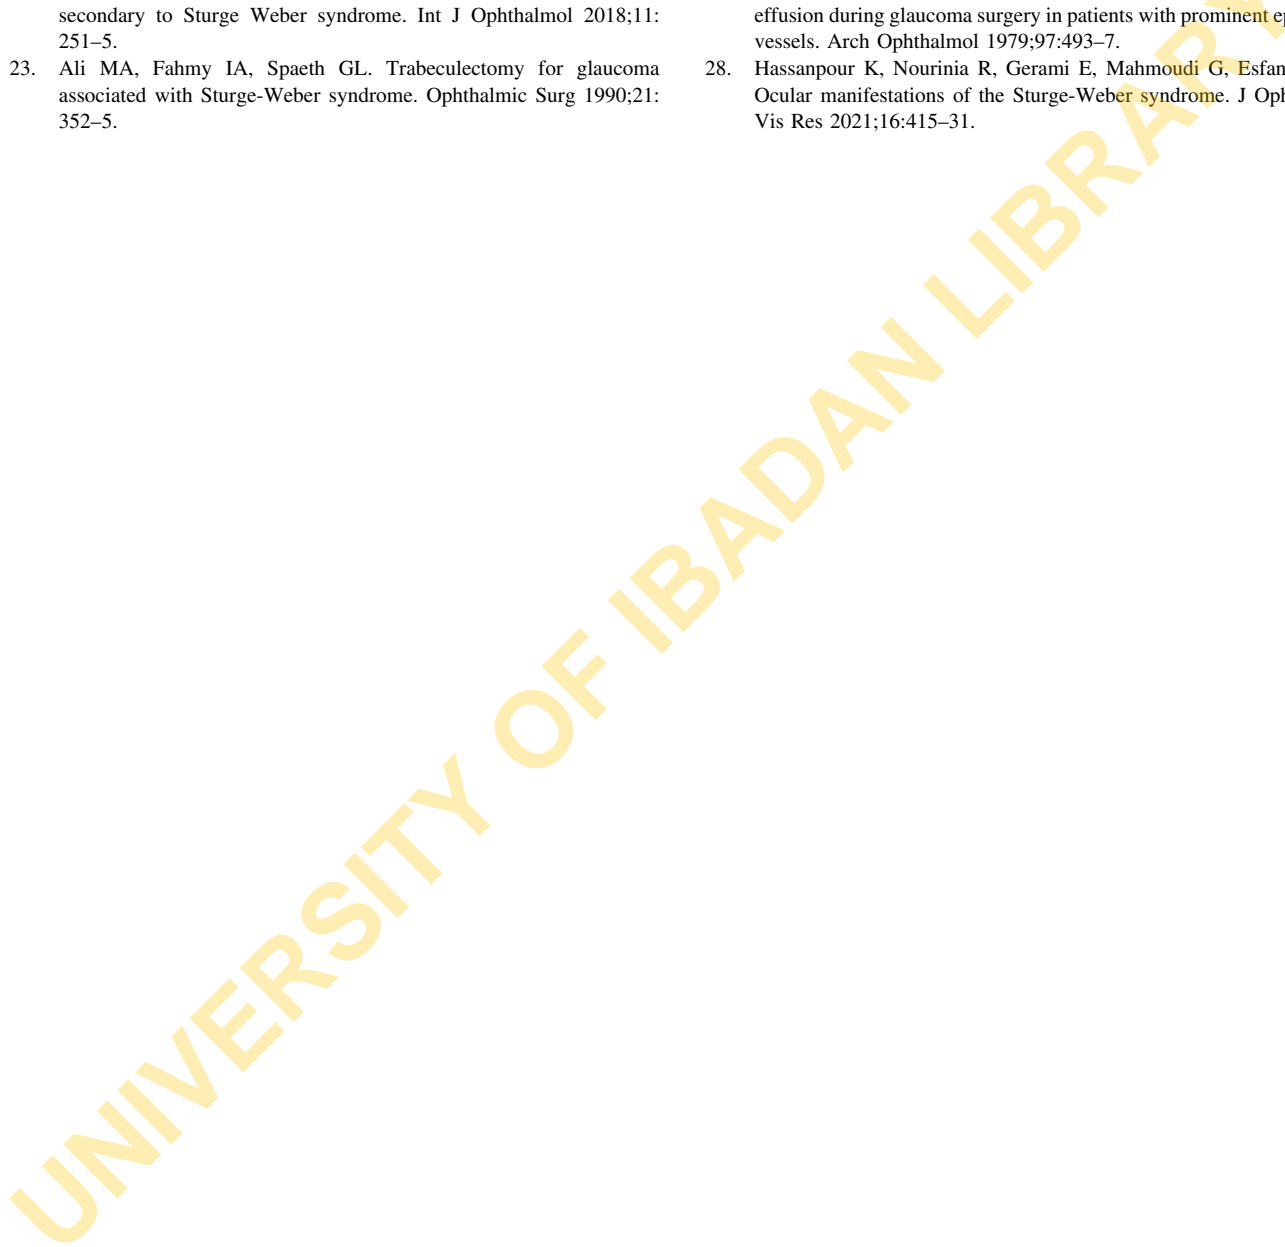 secondary to Sturge Weber syndrome. Int J Ophthalmol 2018;11:
251–5.
23. Ali MA, Fahmy IA, Spaeth GL. Trabeculectomy for glaucoma
associated with Sturge-Weber syndrome. Ophthalmic Surg 1990;21:
352–5.
effusion during glaucoma surgery in patients with prominent
vessels. Arch Ophthalmol 1979;97:493–7.
28. Hassanpour K, Nourinia R, Gerami E, Mahmoudi G, Esfan
Ocular manifestations of the Sturge-Weber syndrome. J Oph
Vis Res 2021;16:415–31.
UNIVERSITY OF IBADAN LIBRARY